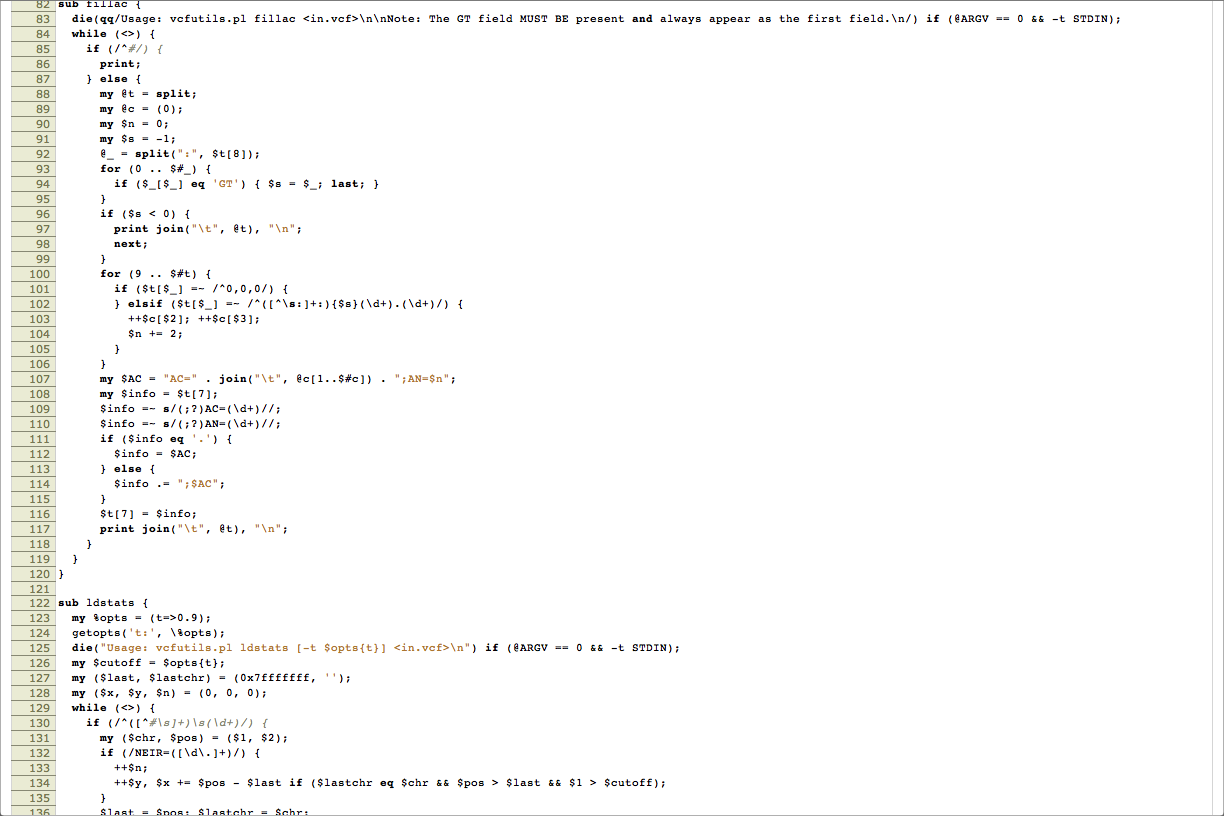 82 sub fillac {
83   die(qq/Usage: vcfutils.pl fillac <in.vcf>\n\nNote: The GT field MUST BE present and always appear as the first field.\n/) if (@ARGV == 0 && -t STDIN);
84   while (<>) {
85     if (/^#/) {
86       print;
87     } else {
88       my @t = split;
89       my @c = (0);
90       my $n = 0;
91       my $s = -1;
92       @_ = split(":", $t[8]);
93       for (0 .. $#_) {
94         if ($_[$_] eq 'GT') { $s = $_; last; }
95       }
96       if ($s < 0) {
97         print join("\t", @t), "\n";
98         next;
99       }
100       for (9 .. $#t) {
101         if ($t[$_] =~ /^0,0,0/) {
102         } elsif ($t[$_] =~ /^([^\s:]+:){$s}(\d+).(\d+)/) {
103           ++$c[$2]; ++$c[$3];
104           $n += 2;
105         }
106       }
107       my $AC = "AC=" . join("\t", @c[1..$#c]) . ";AN=$n";
108       my $info = $t[7];
109       $info =~ s/(;?)AC=(\d+)//;
110       $info =~ s/(;?)AN=(\d+)//;
111       if ($info eq '.') {
112         $info = $AC;
113       } else {
114         $info .= ";$AC";
115       }
116       $t[7] = $info;
117       print join("\t", @t), "\n";
118     }
119   }
120 }
121
122 sub ldstats {
123   my %opts = (t=>0.9);
124   getopts('t:', \%opts);
125   die("Usage: vcfutils.pl ldstats [-t $opts{t}] <in.vcf>\n") if (@ARGV == 0 && -t STDIN);
126   my $cutoff = $opts{t};
127   my ($last, $lastchr) = (0x7fffffff, '');
128   my ($x, $y, $n) = (0, 0, 0);
129   while (<>) {
130     if (/^([^#\s]+)\s(\d+)/) {
131       my ($chr, $pos) = ($1, $2);
132       if (/NEIR=([\d\.]+)/) {
133         ++$n;
134         ++$y, $x += $pos - $last if ($lastchr eq $chr && $pos > $last && $1 > $cutoff);
135       }
136       $last = $pos; $lastchr = $chr;